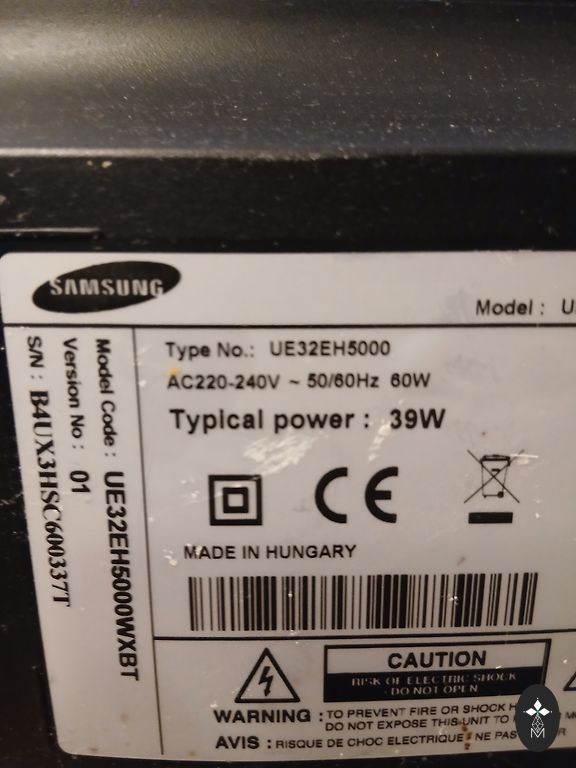 SAMSUNG
Model :
Type No.: UE32EH5000
AC220-240V ~ 50/60Hz 60W
Typical power : 39W
Model Code : UE32EH5000WXBT
Version No : 01
S/N : B4UX3HSC600337T
CE
MADE IN HUNGARY
CAUTION
RISK OF ELECTRIC SHOCK
DO NOT OPEN
WARNING : TO PREVENT FIRE OR SHOCK
DO NOT EXPOSE THIS UNIT TO
AVIS : RISQUE DE CHOC ELECTRIQUE - NE PAS
M